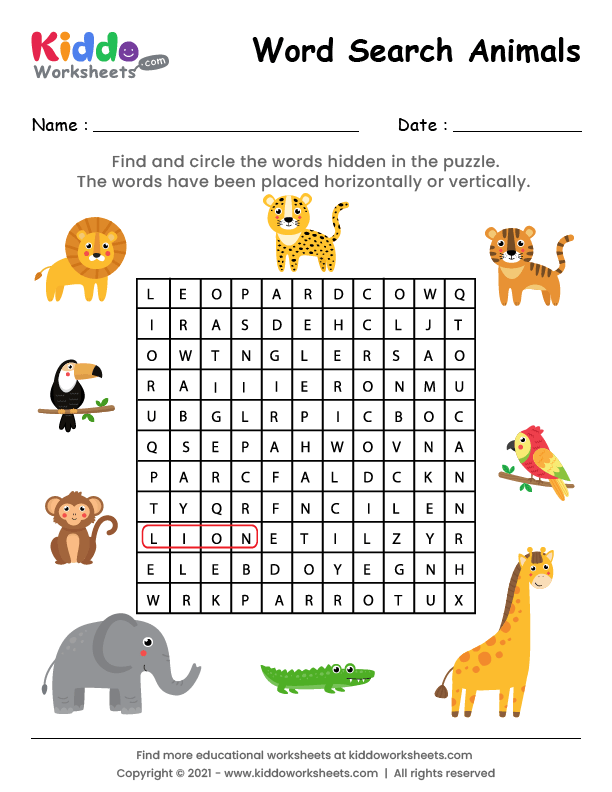 Kiddo
Worksheets .com
Word Search Animals
Name :
Date :
Find and circle the words hidden in the puzzle.
The words have been placed horizontally or vertically.
L E O P A R D C O W Q
I R A S D E H C L J T
O W T N G L E R S A O
R A I I I E R O N M U
U B G L R P I C B O C
Q S E P A H W O V N A
P A R C F A L D C K N
T Y Q R F N C I L E N
L I O N E T I L Z Y R
E L E B D O Y E G N H
W R K P A R R O T U X
Find more educational worksheets at kiddoworksheets.com
Copyright © 2021 - www.kiddoworksheets.com | All rights reserved